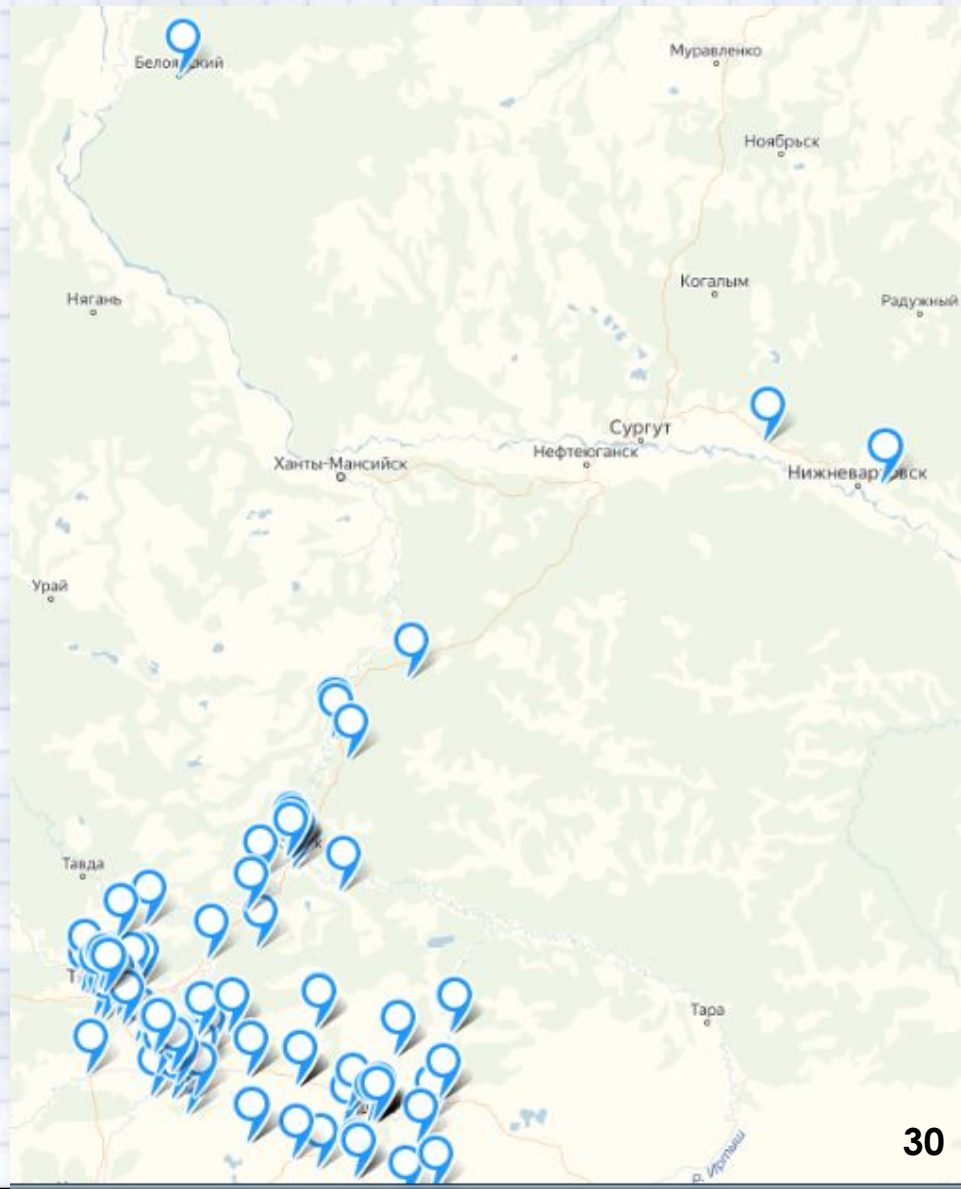 Муравленко
Ноябрьск
Когалым
Нягань
Радужный
Сургут
Нефтеюганск
Ханты-Мансийск
Урай
Тавда
Тара
р. Иртыш
30